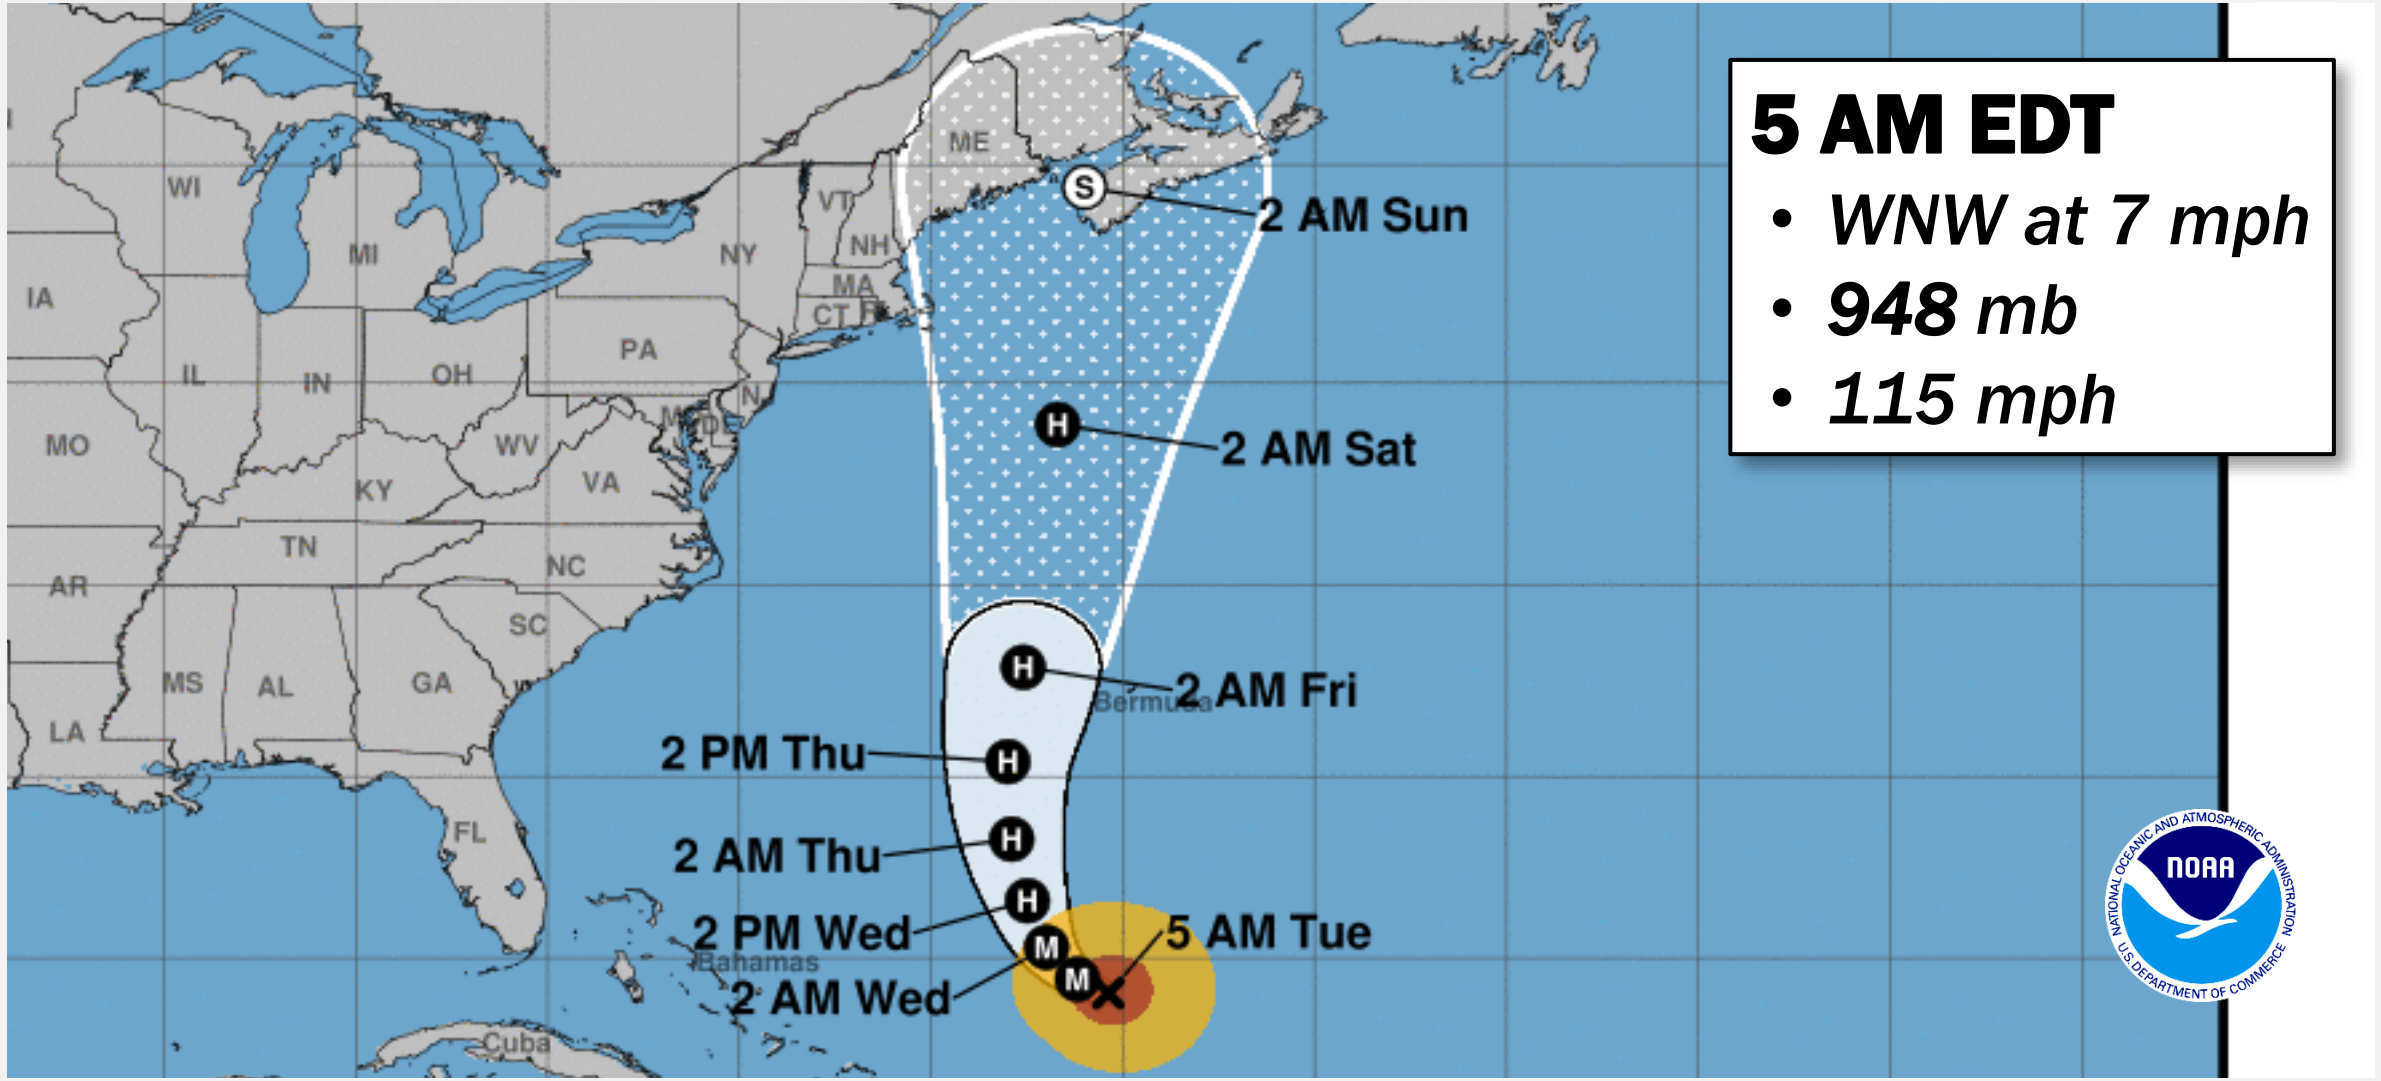 5 AM EDT
• WNW at 7 mph
• 948 mb
• 115 mph
ME
WI
VT
2 AM Sun
NH
MI
NY
MA
IA
CT
PA
IL
IN
OH
N
M
D
MO
WV
2 AM Sat
KY
VA
TN
NC
AR
SC
MS
AL
GA
2 AM Fri
Bermuda
LA
2 PM Thu
FL
2 AM Thu
2 PM Wed
5 AM Tue
Bahamas
2 AM Wed
Cuba
S
H
H
H
H
H
M
M
NATIONAL OCEANIC AND ATMOSPHERIC ADMINISTRATION
NOAA
U.S. DEPARTMENT OF COMMERCE